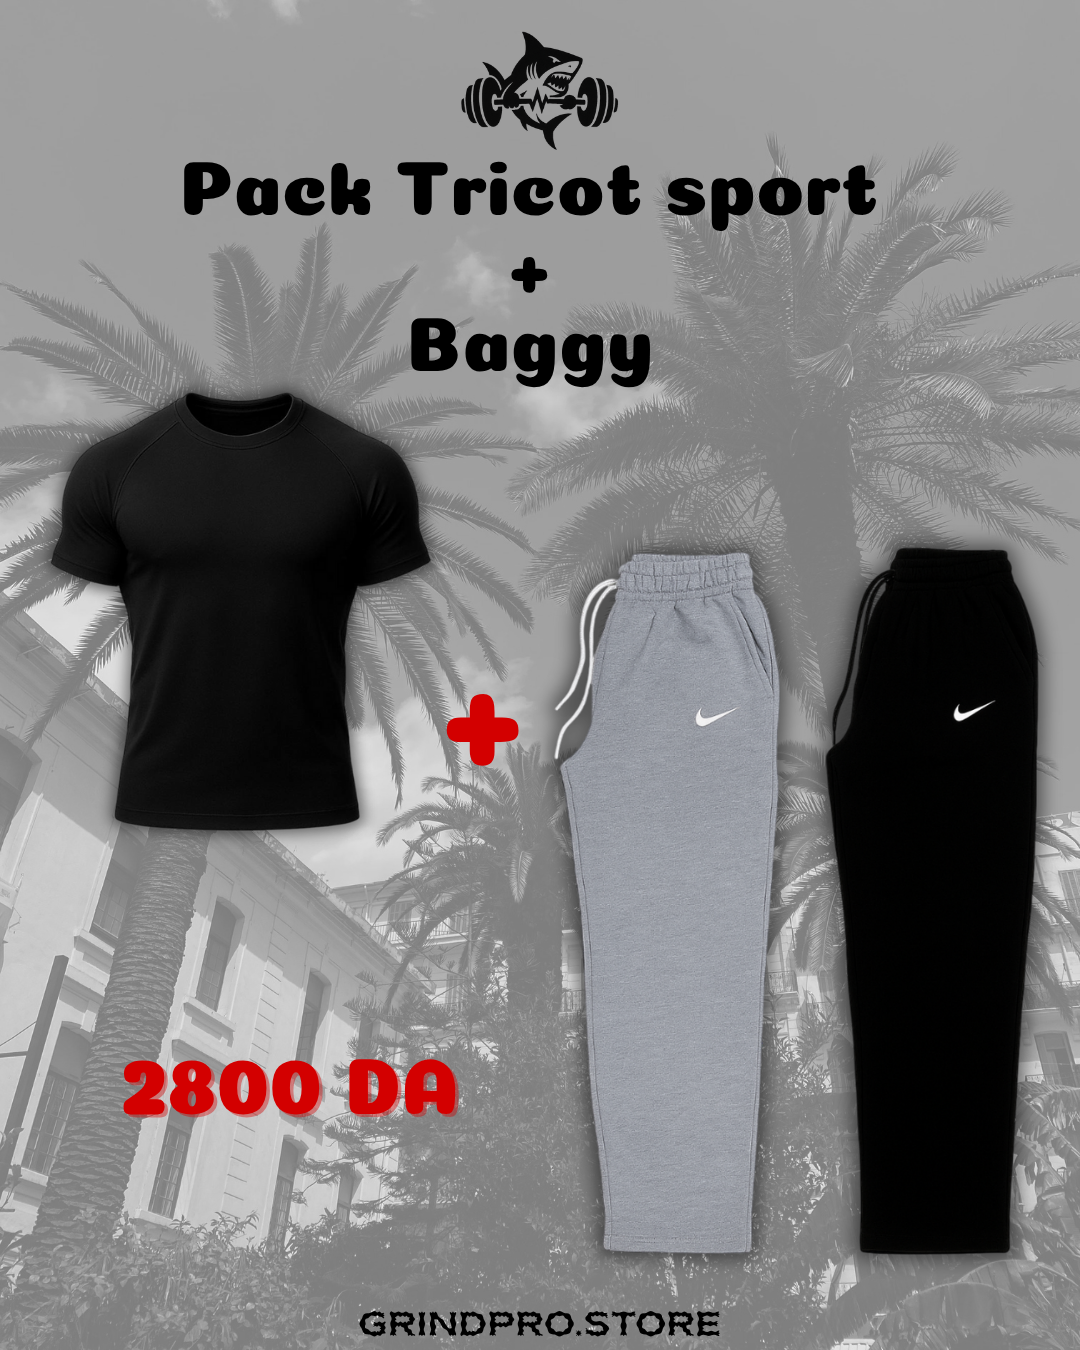 Pack Tricot sport
+
Baggy
+
2800 DA
GRINDPRO.STORE